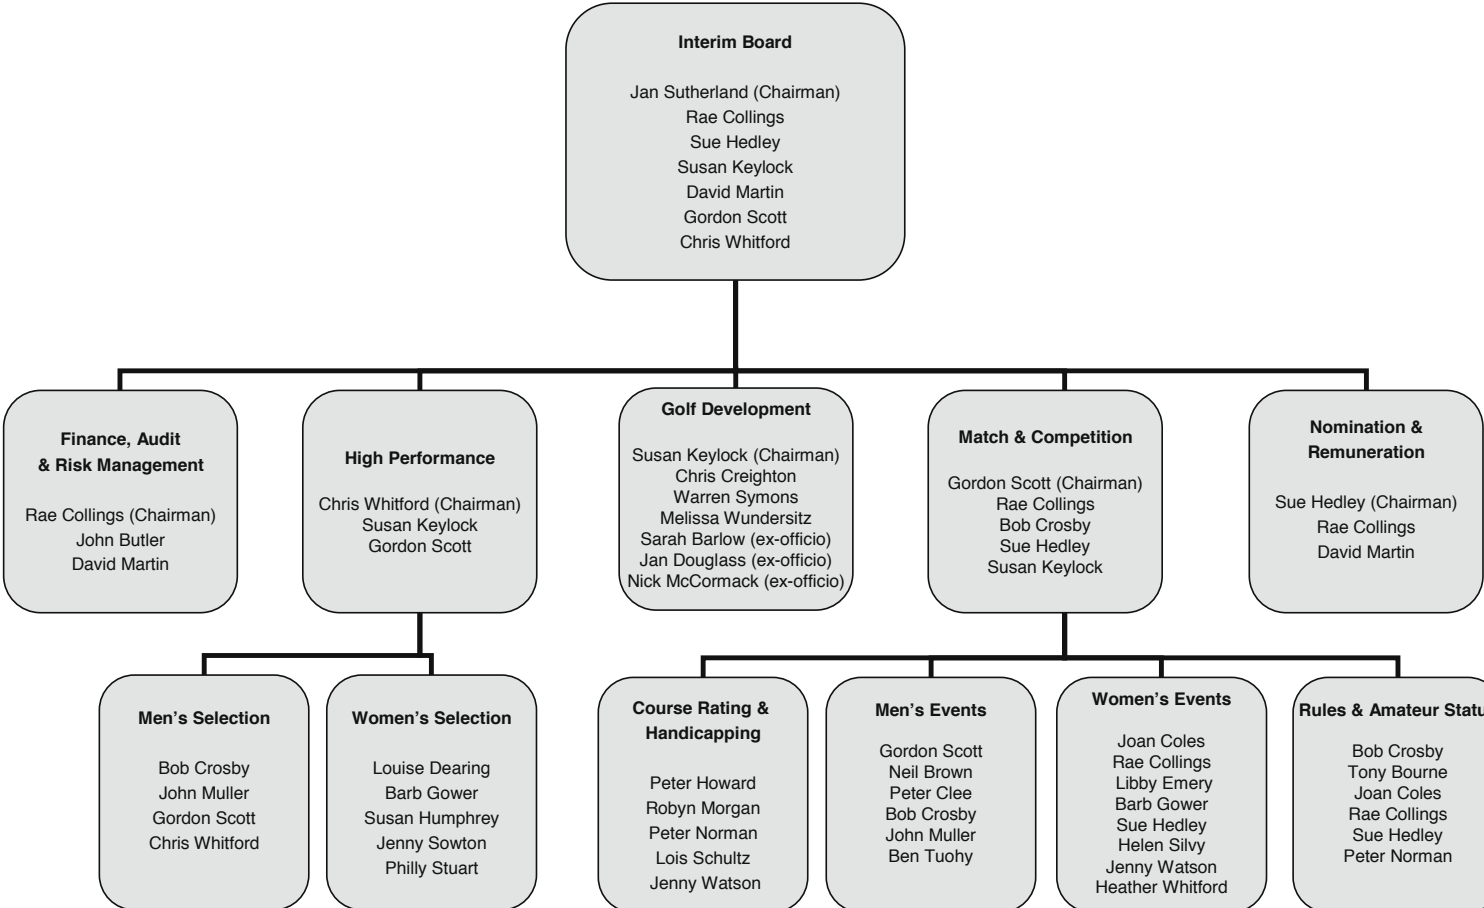 Interim Board
Jan Sutherland (Chairman)
Rae Collings
Sue Hedley
Susan Keylock
David Martin
Gordon Scott
Chris Whitford
Finance, Audit
& Risk Management
Rae Collings (Chairman)
John Butler
David Martin
High Performance
Chris Whitford (Chairman)
Susan Keylock
Gordon Scott
Golf Development
Susan Keylock (Chairman)
Chris Creighton
Warren Symons
Melissa Wundersitz
Sarah Barlow (ex-officio)
Jan Douglass (ex-officio)
Nick McCormack (ex-officio)
Match & Competition
Gordon Scott (Chairman)
Rae Collings
Bob Crosby
Sue Hedley
Susan Keylock
Nomination &
Remuneration
Sue Hedley (Chairman)
Rae Collings
David Martin
Men's Selection
Bob Crosby
John Muller
Gordon Scott
Chris Whitford
Women's Selection
Louise Dearing
Barb Gower
Susan Humphrey
Jenny Sowton
Philly Stuart
Course Rating &
Handicapping
Peter Howard
Robyn Morgan
Peter Norman
Lois Schultz
Jenny Watson
Men's Events
Gordon Scott
Neil Brown
Peter Clee
Bob Crosby
John Muller
Ben Tuohy
Women's Events
Joan Coles
Rae Collings
Libby Emery
Barb Gower
Sue Hedley
Helen Silvy
Jenny Watson
Heather Whitford
Rules & Amateur Statu
Bob Crosby
Tony Bourne
Joan Coles
Rae Collings
Sue Hedley
Peter Norman